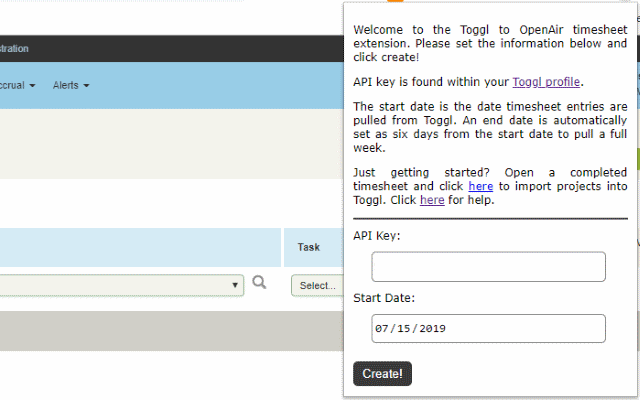 stration
ccrual
Alerts
Task
Select...
Welcome to the Toggl to OpenAir timesheet
extension. Please set the information below and
click create!
API key is found within your Toggl profile.
The start date is the date timesheet entries are
pulled from Toggl. An end date is automatically
set as six days from the start date to pull a full
week.
Just getting started? Open a completed
timesheet and click here to import projects into
Toggl. Click here for help.
API Key:
Start Date:
07/15/2019
Create!